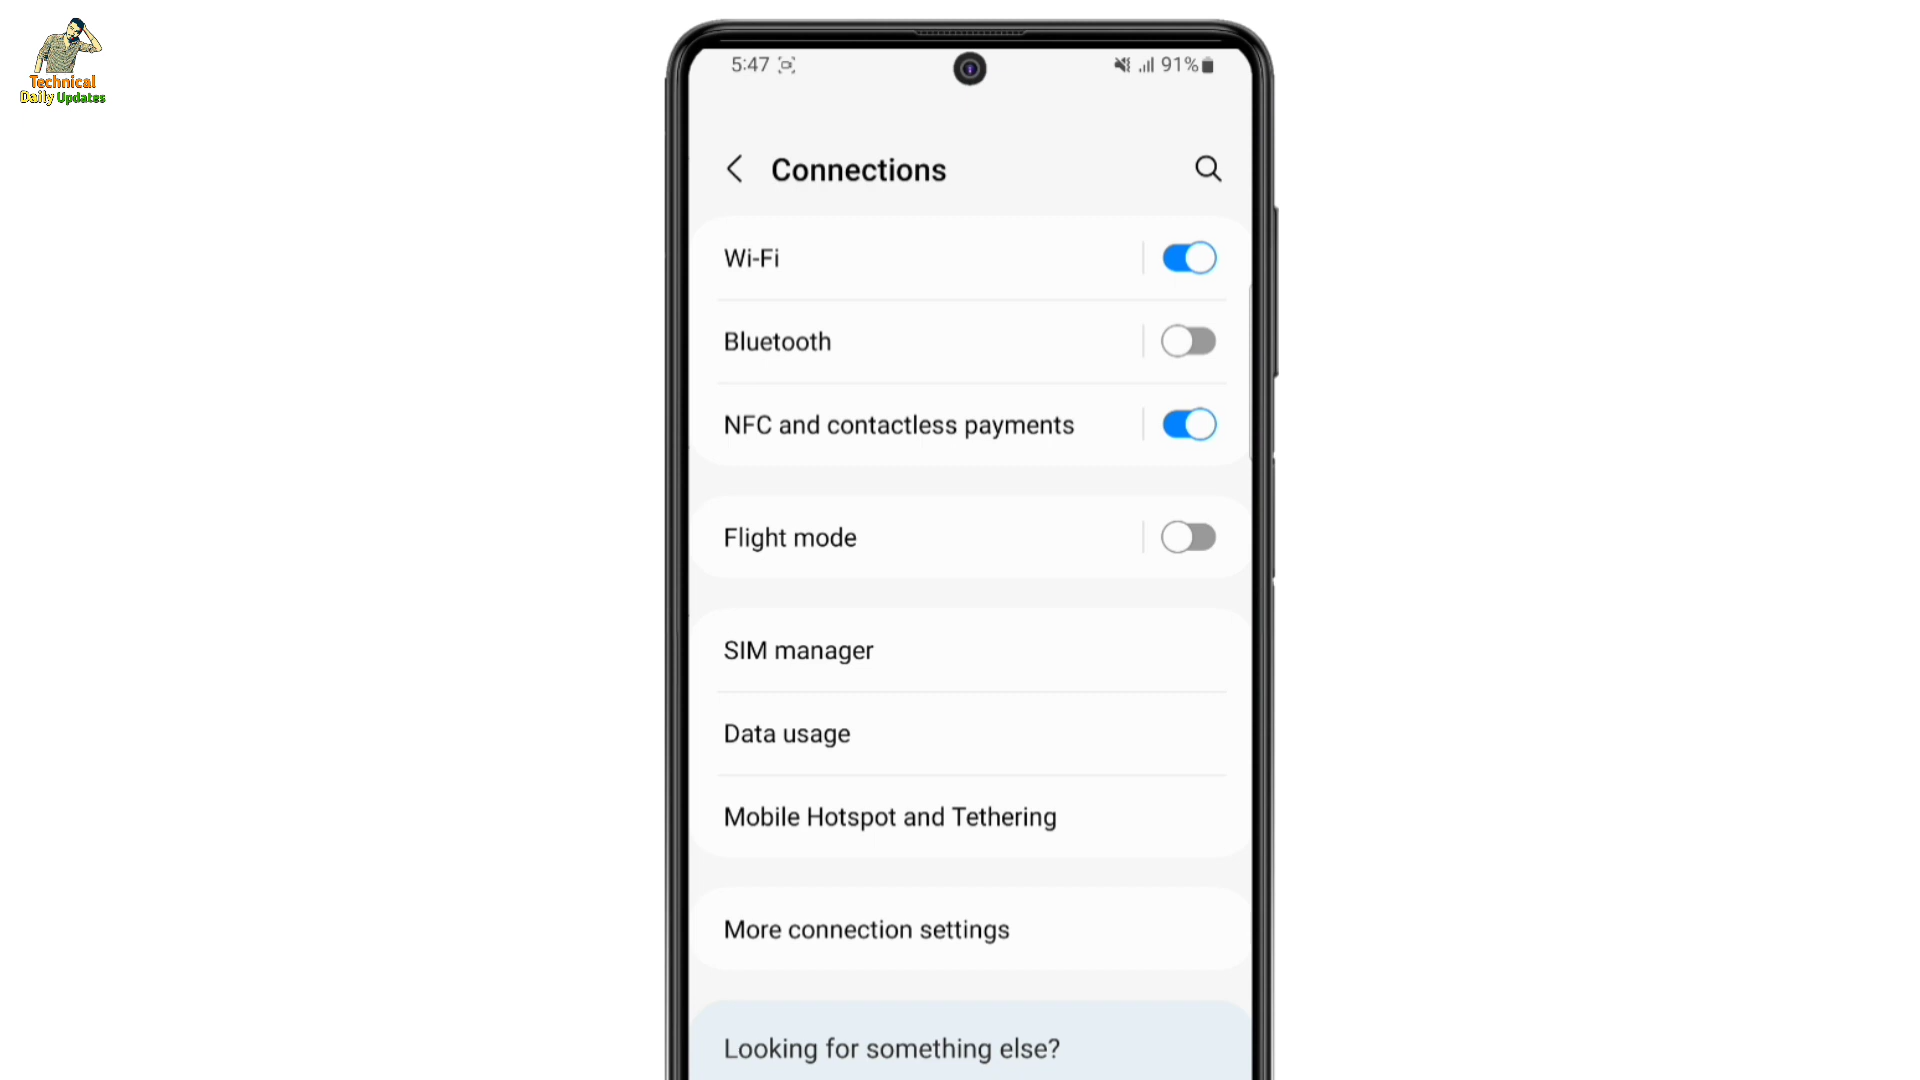 Technical
Daily Updates
5:47
91%
Connections
Wi-Fi
Bluetooth
NFC and contactless payments
Flight mode
SIM manager
Data usage
Mobile Hotspot and Tethering
More connection settings
Looking for something else?